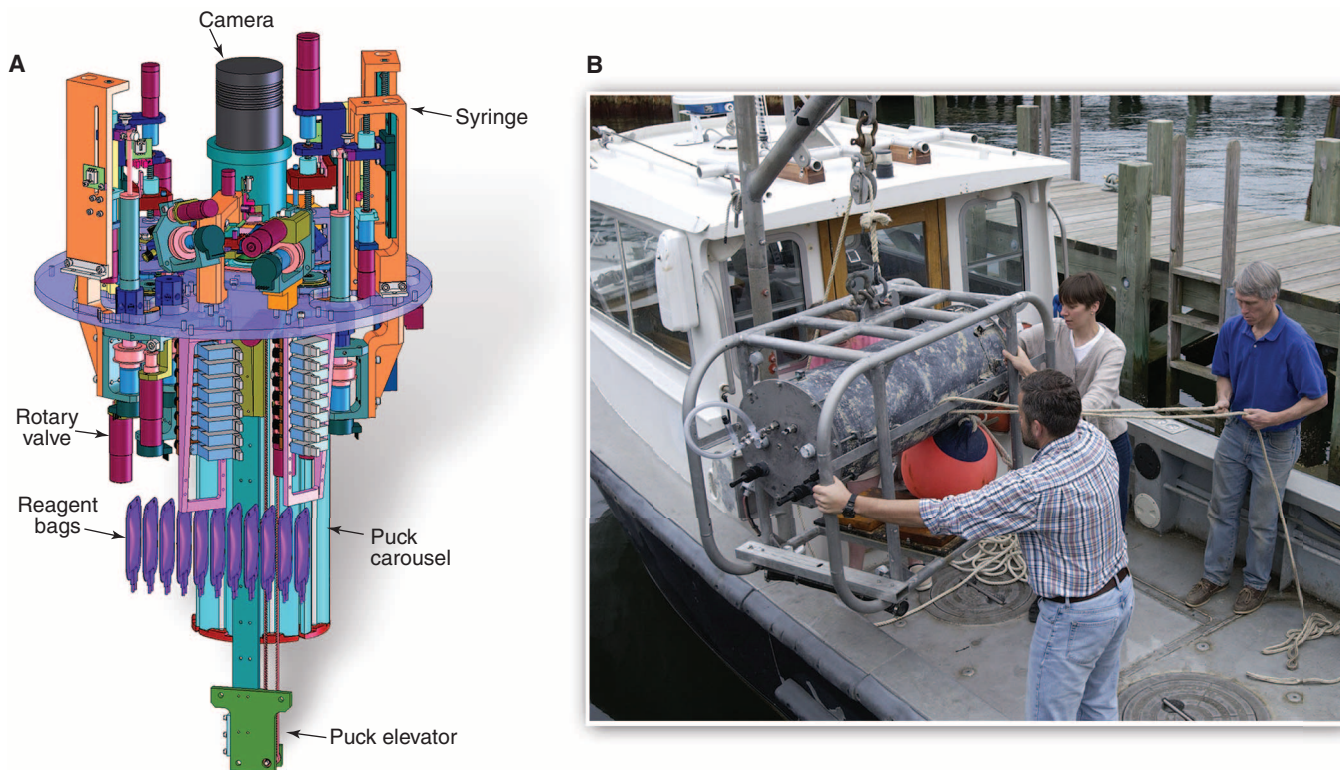 A
Camera
Syringe
Rotary
valve
Reagent
bags
Puck
carousel
Puck elevator
B